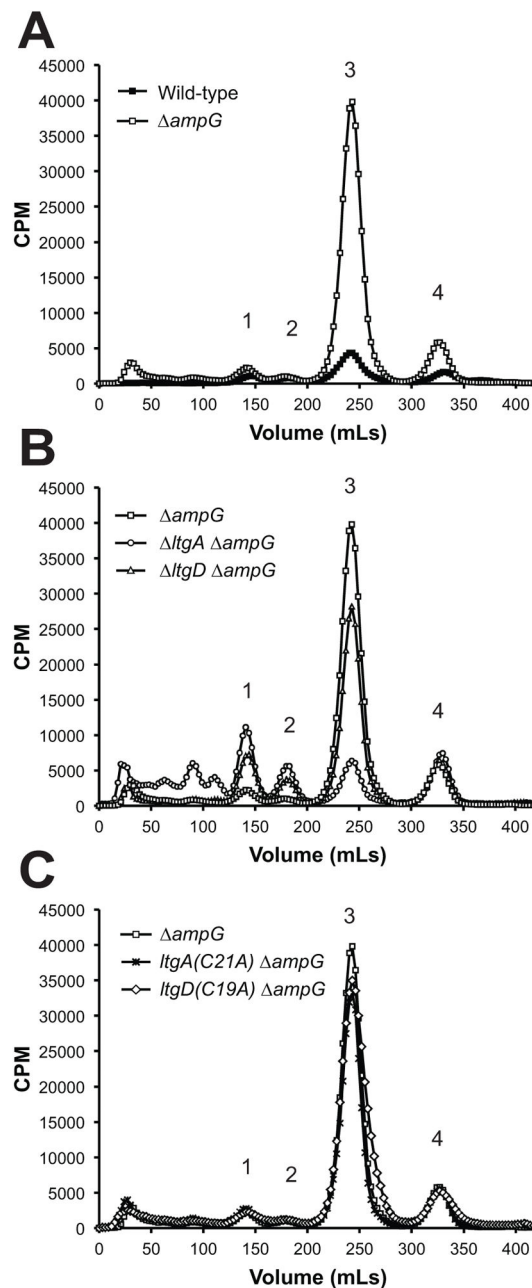 A
45000
40000
35000
30000
25000
20000
15000
10000
5000
0
CPM
Wild-type
ΔampG
1
2
3
4
0 50 100 150 200 250 300 350 400
Volume (mLs)
B
45000
40000
35000
30000
25000
20000
15000
10000
5000
0
CPM
ΔampG
ΔltgA ΔampG
ΔltgD ΔampG
1
2
3
4
0 50 100 150 200 250 300 350 400
Volume (mLs)
C
45000
40000
35000
30000
25000
20000
15000
10000
5000
0
CPM
ΔampG
ltgA(C21A) ΔampG
ltgD(C19A) ΔampG
1
2
3
4
0 50 100 150 200 250 300 350 400
Volume (mLs)